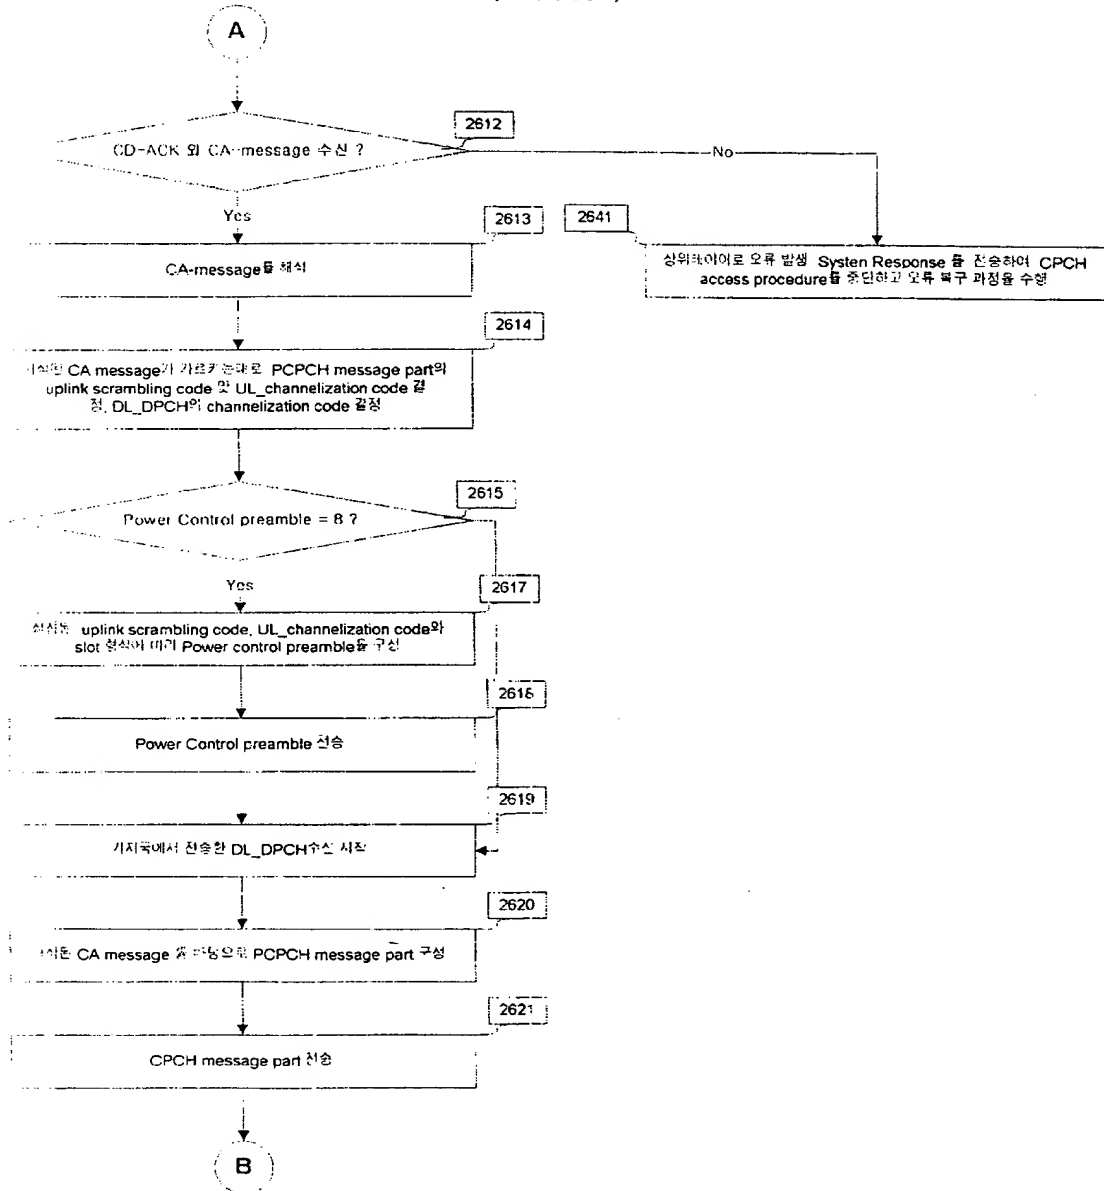 A
2612
CD-ACK 와 CA-message 수신 ?
No
Yes
2613
2641
CA-message를 해석
상위레이어로 오류 발생 Systen Response 를 전송하여 CPCH
access procedure를 중단하고 오류 복구 과정을 수행
2614
CA message가 가르키는대로 PCPCH message part의
uplink scrambling code 및 UL_channelization code 결
정, DL_DPCH의 channelization code 결정
2615
Power Control preamble = 8 ?
Yes
2617
uplink scrambling code, UL_channelization code와
slot 형식에 따라 Power control preamble을 구성
2618
Power Control preamble 전송
2619
기지국에서 전송한 DL_DPCH수신 시작
2620
CA message 를 바탕으로 PCPCH message part 구성
2621
CPCH message part 전송
B